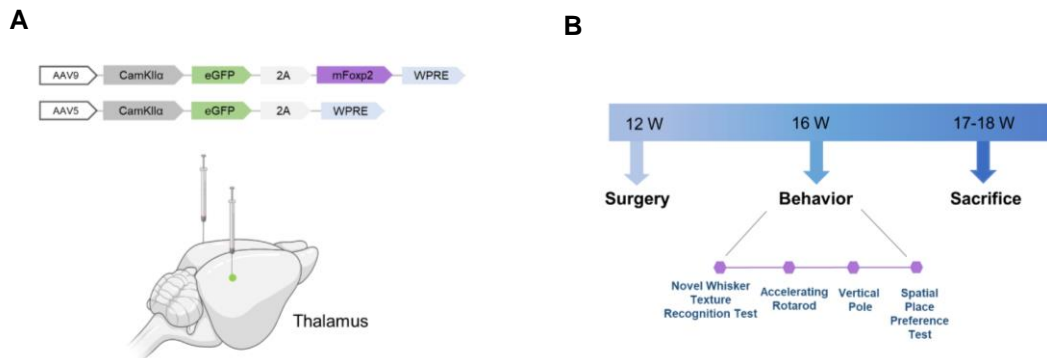 A
AAV9 CamKIIα eGFP 2A mFoxp2 WPRE
AAV5 CamKIIα eGFP 2A WPRE
Thalamus
B
12 W 16 W 17-18 W
Surgery Behavior Sacrifice
Novel Whisker
Texture
Recognition Test
Accelerating
Rotarod
Vertical
Pole
Spatial
Place
Preference
Test